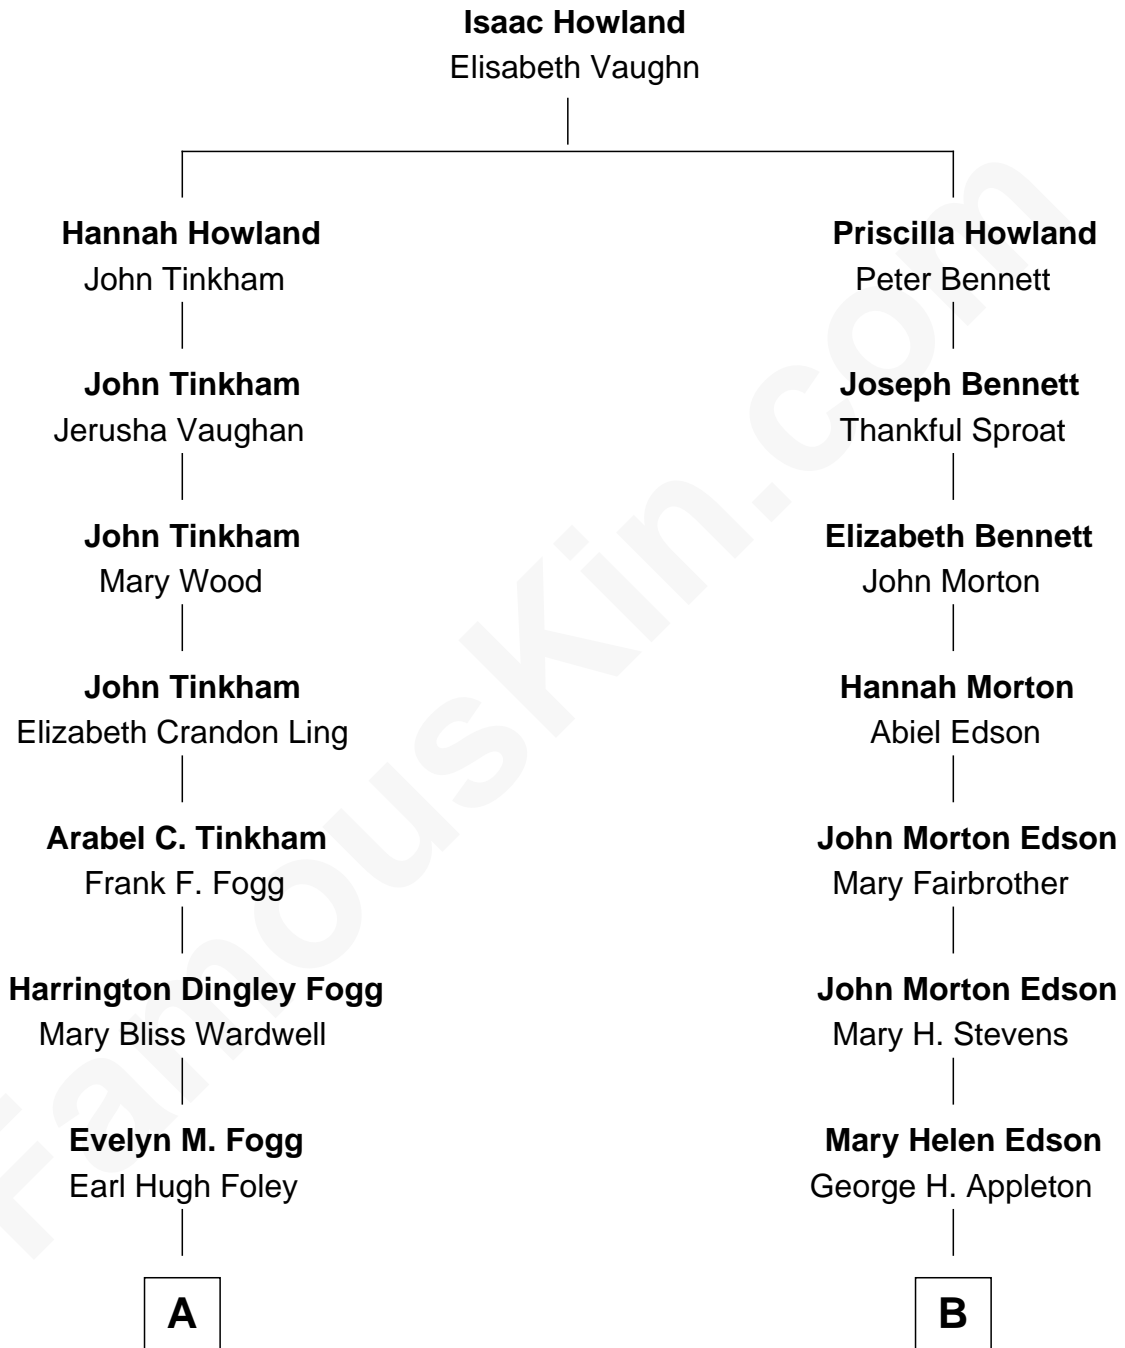 Isaac Howland
Elisabeth Vaughn
Hannah Howland
John Tinkham
Priscilla Howland
Peter Bennett
John Tinkham
Jerusha Vaughan
Joseph Bennett
Thankful Sproat
John Tinkham
Mary Wood
Elizabeth Bennett
John Morton
John Tinkham
Elizabeth Crandon Ling
Hannah Morton
Abiel Edson
Arabel C. Tinkham
Frank F. Fogg
John Morton Edson
Mary Fairbrother
Harrington Dingley Fogg
Mary Bliss Wardwell
John Morton Edson
Mary H. Stevens
Evelyn M. Fogg
Earl Hugh Foley
Mary Helen Edson
George H. Appleton
A
B
FamousKin.com